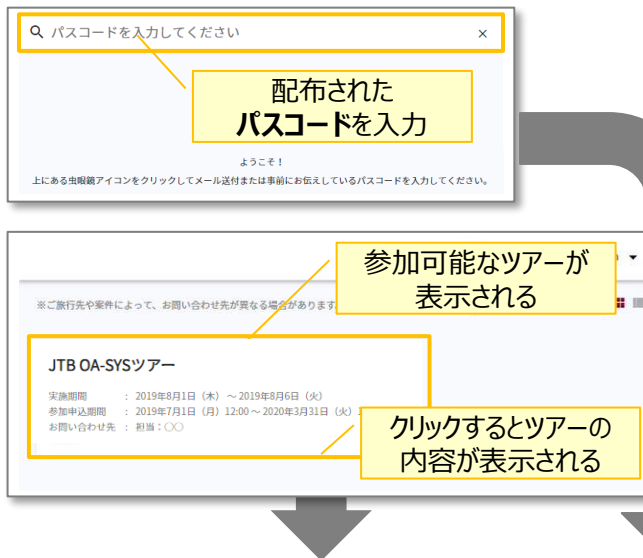 パスコードを入力してください ×
配布された
パスコードを入力
ようこそ！
上にある虫眼鏡アイコンをクリックしてメール送付または事前にお伝えしているパスコードを入力してください。
参加可能なツアーが
表示される
※ご旅行先や案件によって、お問い合わせ先が異なる場合があります
JTB OA-SYSツアー
実施期間 ： 2019年8月1日（木） ～ 2019年8月6日（火）
参加申込期間 ： 2019年7月1日（月）12:00 ～ 2020年3月31日（火）
お問い合わせ先 ： 担当：○○
クリックするとツアーの
内容が表示される